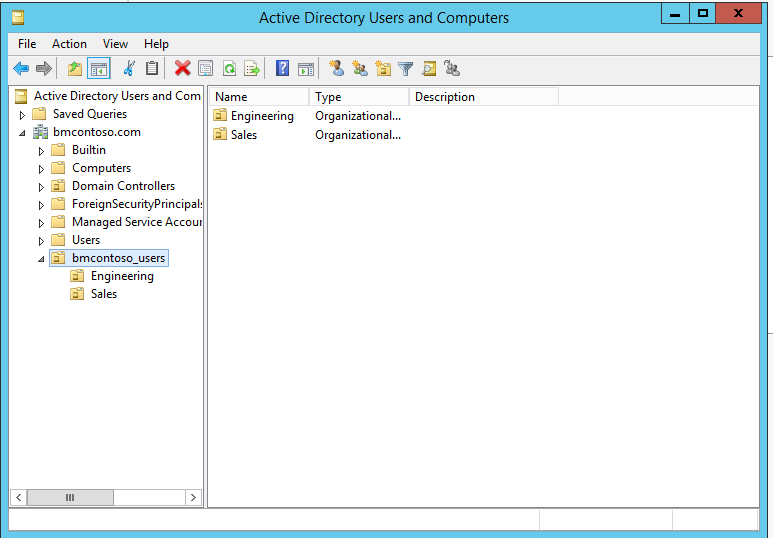 Active Directory Users and Computers
File Action View Help
Active Directory Users and Com
Saved Queries
bmcontoso.com
Builtin
Computers
Domain Controllers
ForeignSecurityPrincipals
Managed Service Accour
Users
bmcontoso_users
Engineering
Sales
Name Type Description
Engineering Organizational...
Sales Organizational...